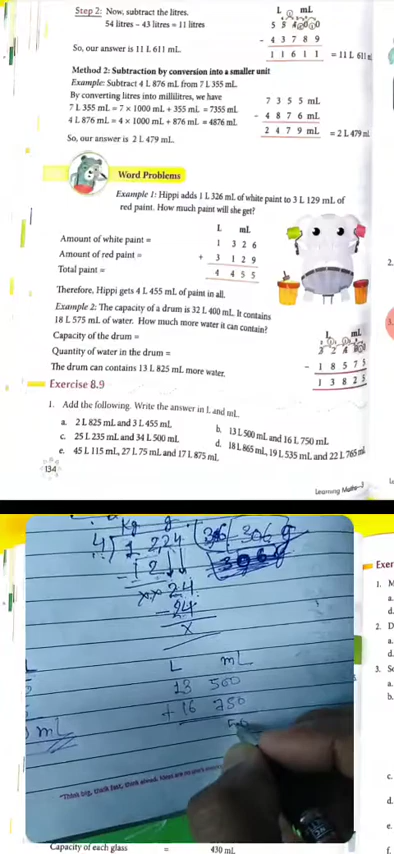 Step 2: Now, subtract the litres.
54 litres – 43 litres = 11 litres
L mL
– 4 3 7 8 9
So, our answer is 11 L 611 mL.
1 1 6 1 1 = 11 L 611
Method 2: Subtraction by conversion into a smaller unit
Example: Subtract 4 L 876 mL from 7 L 355 mL.
By converting litres into millilitres, we have
7 L 355 mL = 7 × 1000 mL + 355 mL = 7355 mL
7 3 5 5 mL
4 L 876 mL = 4 × 1000 mL + 876 mL = 4876 mL
– 4 8 7 6 mL
So, our answer is 2 L 479 mL.
2 4 7 9 mL = 2 L 479 mL
Word Problems
Example 1: Hippi adds 1 L 326 mL of white paint to 3 L 129 mL of
red paint. How much paint will she get?
L mL
Amount of white paint = 1 3 2 6
Amount of red paint = + 3 1 2 9
Total paint = 4 4 5 5
Therefore, Hippi gets 4 L 455 mL of paint in all.
Example 2: The capacity of a drum is 32 L 400 mL. It contains
18 L 575 mL of water. How much more water can it contain?
L mL
Capacity of the drum =
Quantity of water in the drum = – 1 8 5 7 5
The drum can contains 13 L 825 mL more water. 1 3 8 2 5
Exercise 8.9
1. Add the following. Write the answer in L and mL.
a. 2 L 825 mL and 3 L 455 mL
b. 13 L 500 mL and 16 L 750 mL
c. 25 L 235 mL and 34 L 500 mL
d. 18 L 865 mL, 19 L 535 mL and 22 L 765 ml
e. 45 L 115 mL, 27 L 75 mL and 17 L 875 mL
134
Learning Maths–3
2.
3.
kg g
4) 1 224 (306 306 g
– 12
24
– 24
x
L mL
13 500
+ 16 750
mL
"Think big, think fast, think ahead.
Exer
1. M
a.
d.
2. D
a.
d.
3. S
a.
b.
c.
d.
e.
f.
Capacity of each glass = 430 mL